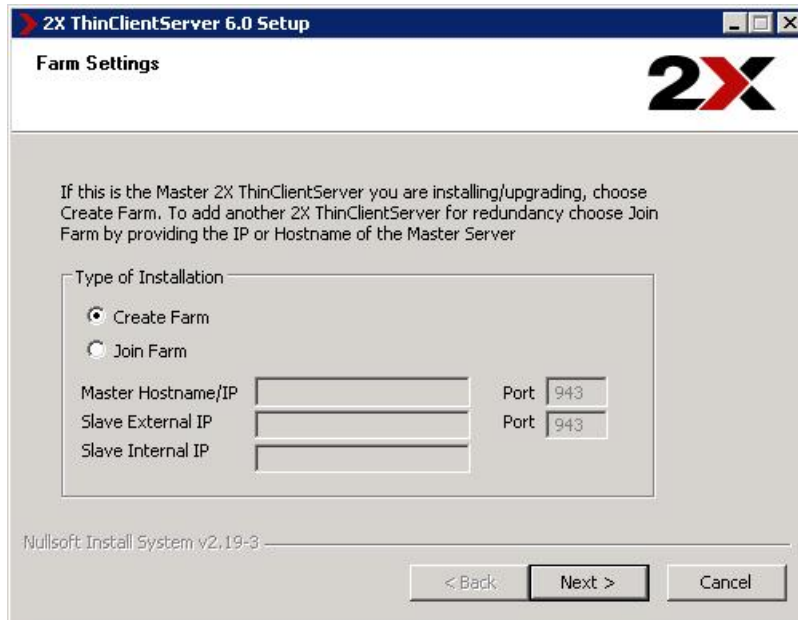 2X ThinClientServer 6.0 Setup
Farm Settings
2X
If this is the Master 2X ThinClientServer you are installing/upgrading, choose
Create Farm. To add another 2X ThinClientServer for redundancy choose Join
Farm by providing the IP or Hostname of the Master Server
Type of Installation
Create Farm
Join Farm
Master Hostname/IP Port 943
Slave External IP Port 943
Slave Internal IP
Nullsoft Install System v2.19-3
< Back Next > Cancel